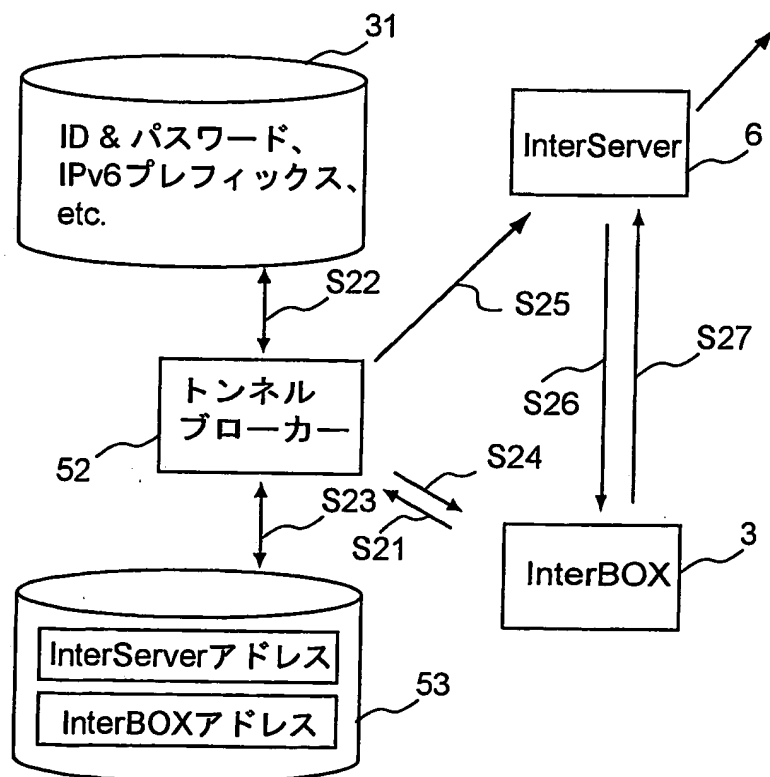 31
ID & パスワード、
IPv6プレフィックス、
etc.
InterServer
6
S22
S25
S26
S27
トンネル
ブローカー
52
S24
S23
S21
3
InterBOX
InterServerアドレス
InterBOXアドレス
53